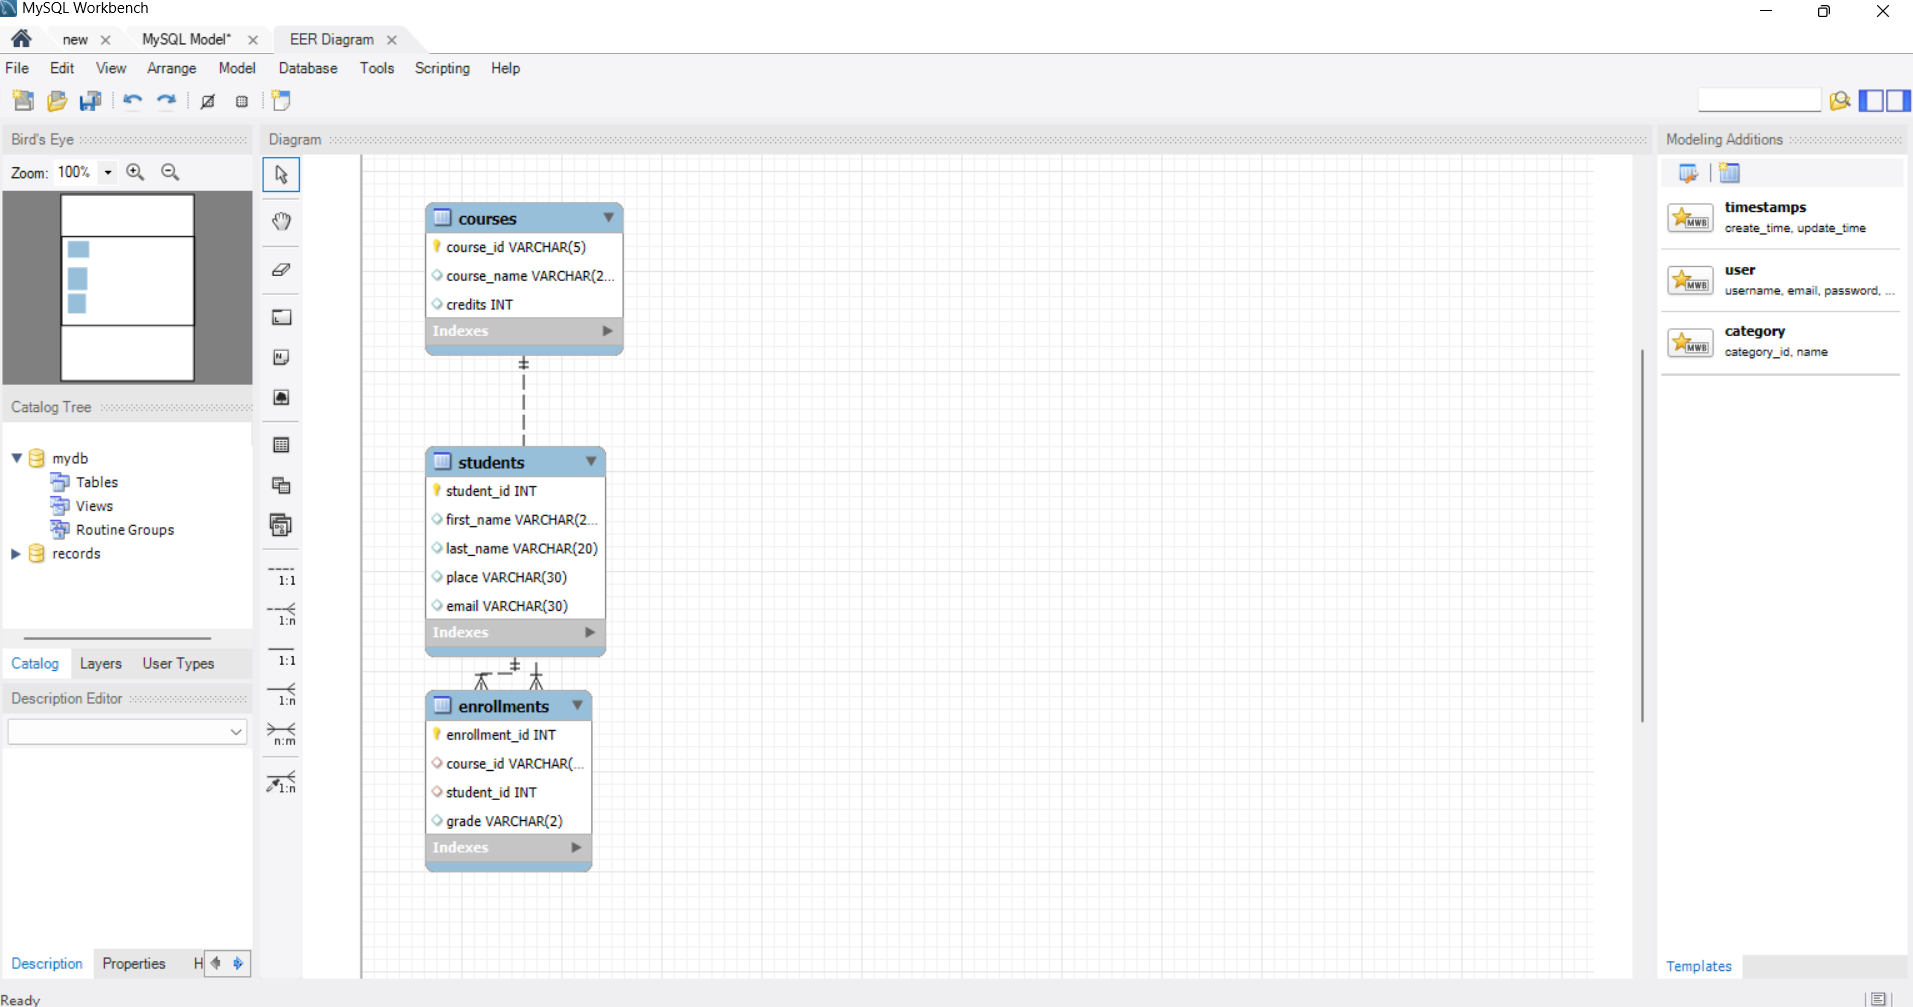 MySQL Workbench
new
MySQL Model*
EER Diagram
File Edit View Arrange Model Database Tools Scripting Help
Bird's Eye
Zoom: 100%
Catalog Tree
mydb
Tables
Views
Routine Groups
records
Catalog Layers User Types
Description Editor
Description Properties H
Ready
Diagram
1:1
1:n
1:1
1:n
n:m
1:n
courses
course_id VARCHAR(5)
course_name VARCHAR(2...
credits INT
Indexes
students
student_id INT
first_name VARCHAR(2...
last_name VARCHAR(20)
place VARCHAR(30)
email VARCHAR(30)
Indexes
enrollments
enrollment_id INT
course_id VARCHAR(...
student_id INT
grade VARCHAR(2)
Indexes
Modeling Additions
MWB
timestamps
create_time, update_time
MWB
user
username, email, password, ...
MWB
category
category_id, name
Templates